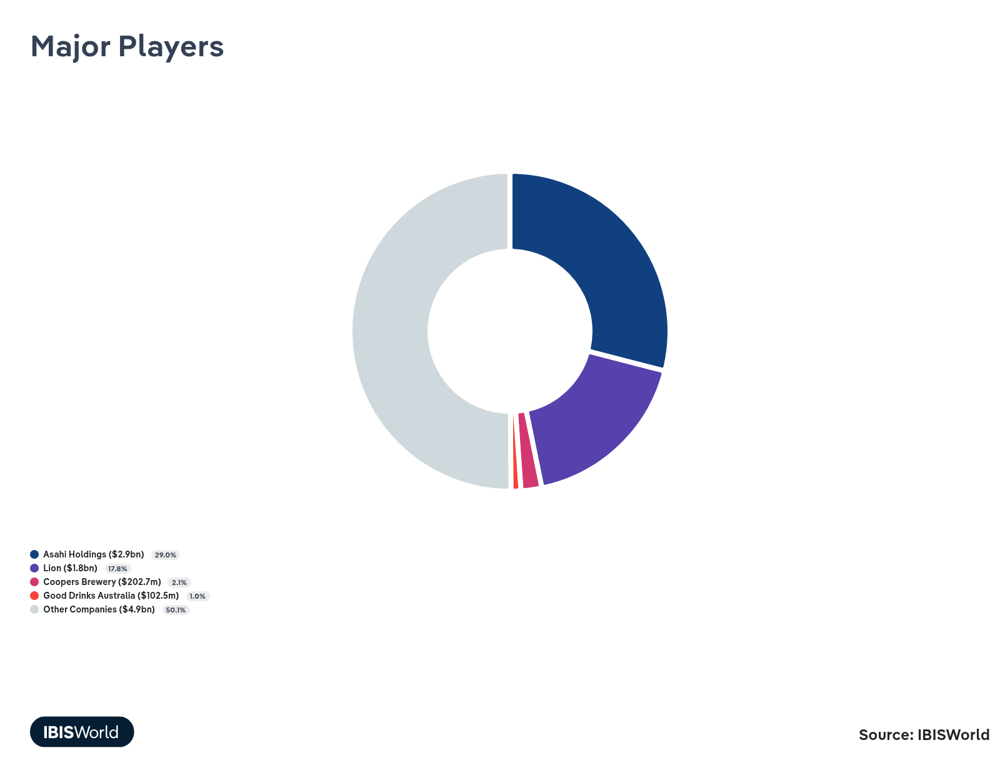 Major Players
Asahi Holdings ($2.9bn) 29.0%
Lion ($1.8bn) 17.8%
Coopers Brewery ($202.7m) 2.1%
Good Drinks Australia ($102.5m) 1.0%
Other Companies ($4.9bn) 50.1%
IBISWorld
Source: IBISWorld